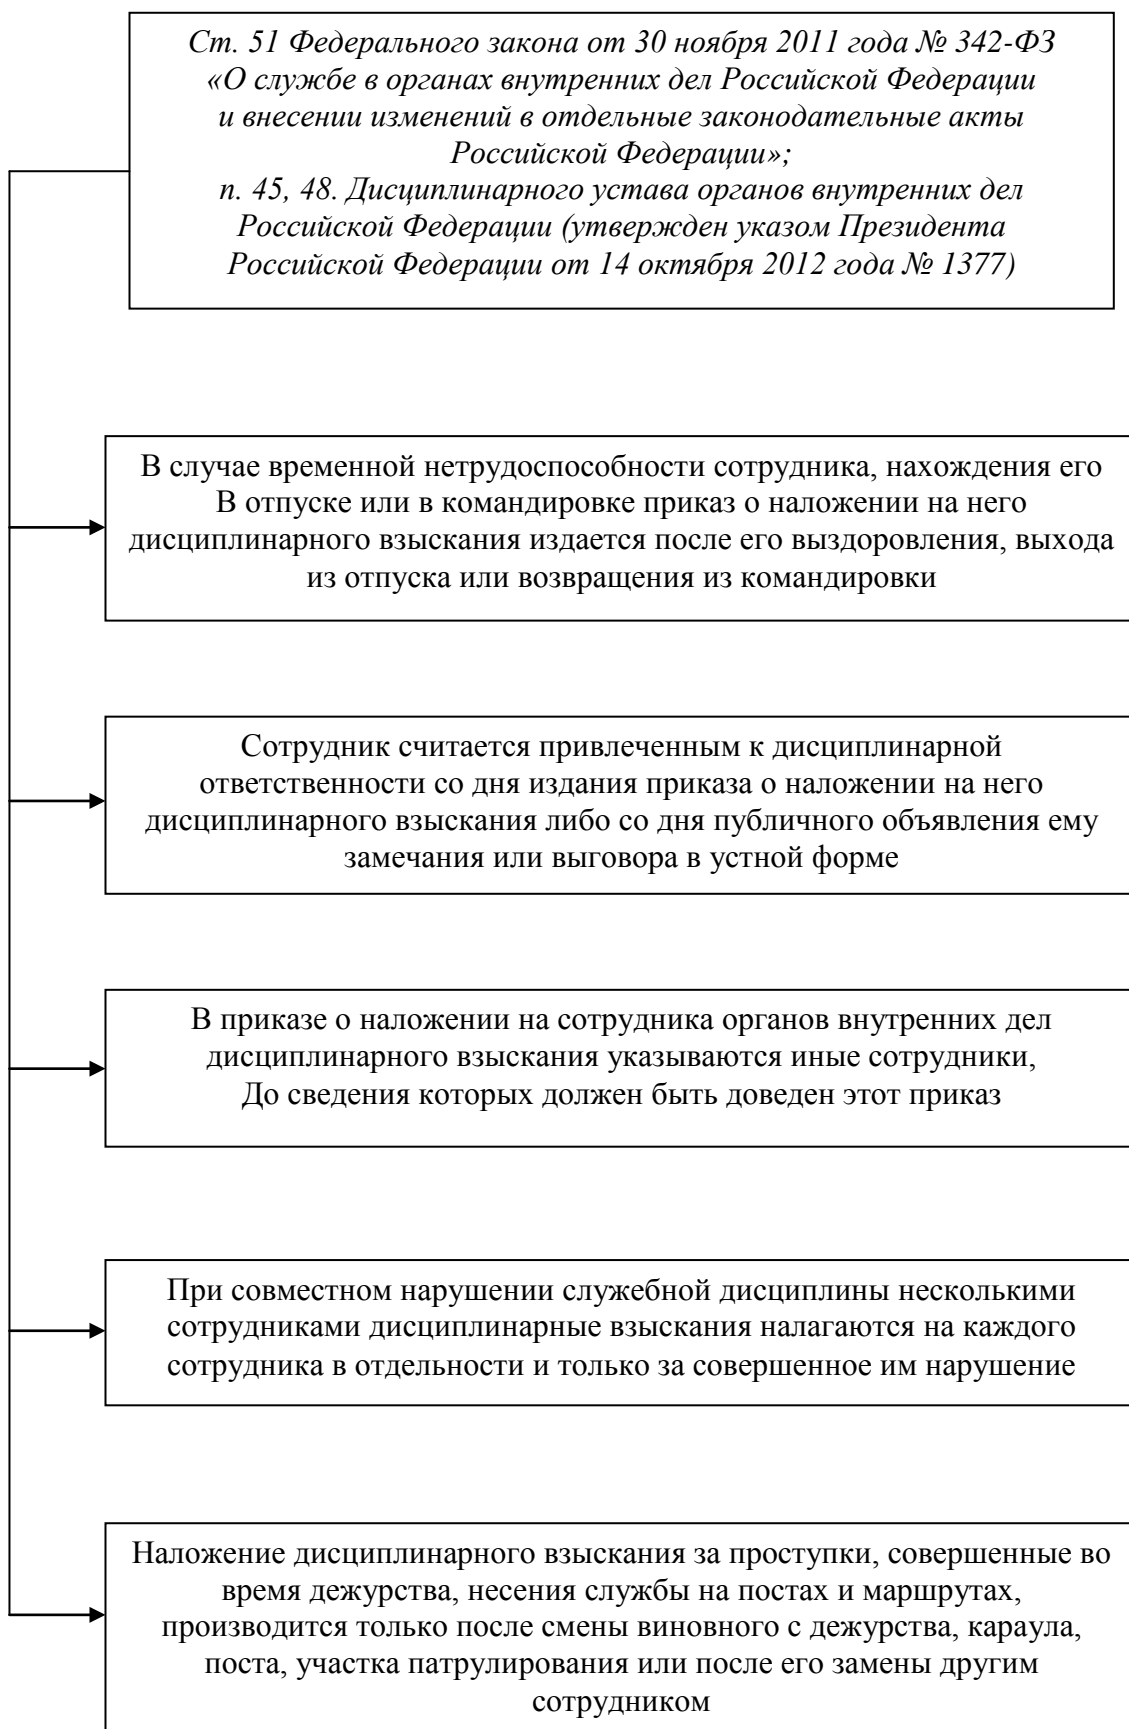 Ст. 51 Федерального закона от 30 ноября 2011 года № 342-ФЗ
«О службе в органах внутренних дел Российской Федерации
и внесении изменений в отдельные законодательные акты
Российской Федерации»;
п. 45, 48. Дисциплинарного устава органов внутренних дел
Российской Федерации (утвержден указом Президента
Российской Федерации от 14 октября 2012 года № 1377)
В случае временной нетрудоспособности сотрудника, нахождения его
В отпуске или в командировке приказ о наложении на него
дисциплинарного взыскания издается после его выздоровления, выхода
из отпуска или возвращения из командировки
Сотрудник считается привлеченным к дисциплинарной
ответственности со дня издания приказа о наложении на него
дисциплинарного взыскания либо со дня публичного объявления ему
замечания или выговора в устной форме
В приказе о наложении на сотрудника органов внутренних дел
дисциплинарного взыскания указываются иные сотрудники,
До сведения которых должен быть доведен этот приказ
При совместном нарушении служебной дисциплины несколькими
сотрудниками дисциплинарные взыскания налагаются на каждого
сотрудника в отдельности и только за совершенное им нарушение
Наложение дисциплинарного взыскания за проступки, совершенные во
время дежурства, несения службы на постах и маршрутах,
производится только после смены виновного с дежурства, караула,
поста, участка патрулирования или после его замены другим
сотрудником